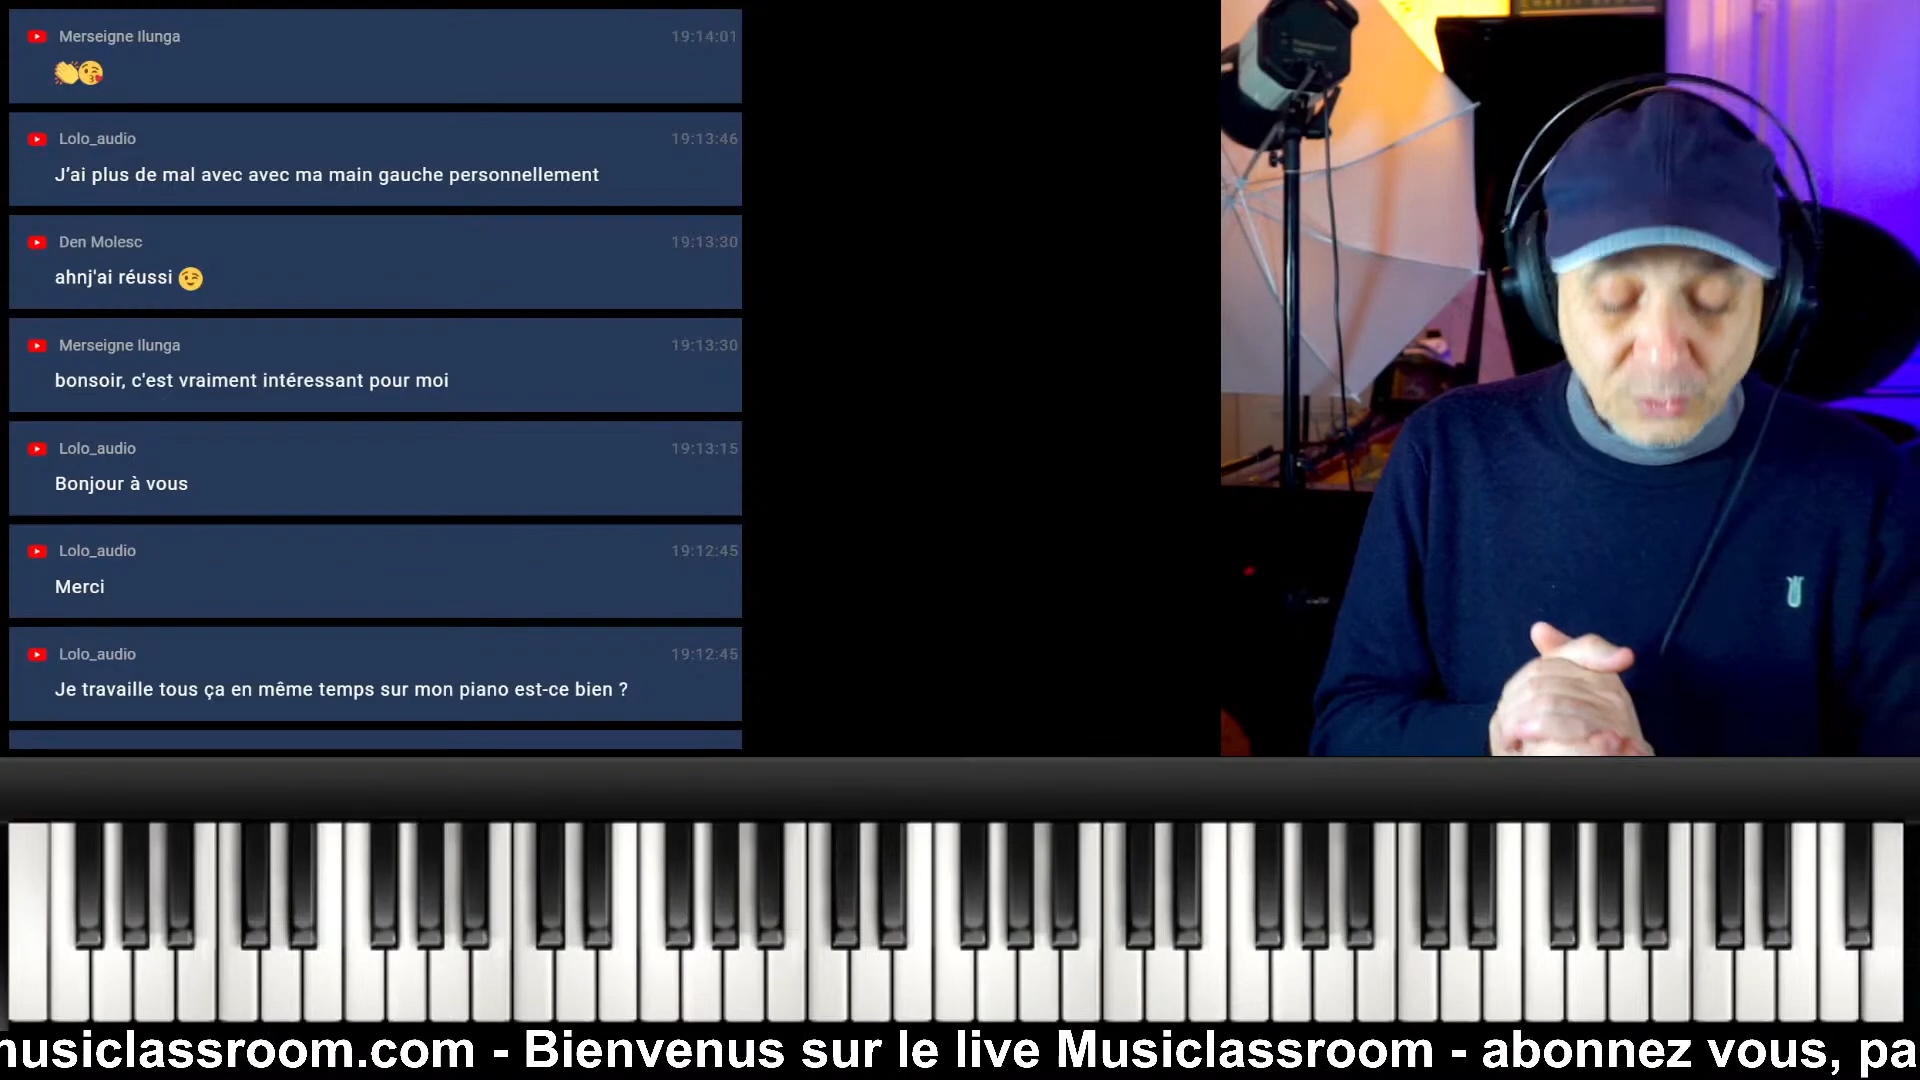 Merseigne Ilunga 19:14:01
👏😘
Lolo_audio 19:13:46
J'ai plus de mal avec avec ma main gauche personnellement
Den Molesc 19:13:30
ahnj'ai réussi 😉
Merseigne Ilunga 19:13:30
bonsoir, c'est vraiment intéressant pour moi
Lolo_audio 19:13:15
Bonjour à vous
Lolo_audio 19:12:45
Merci
Lolo_audio 19:12:45
Je travaille tous ça en même temps sur mon piano est-ce bien ?
musiclassroom.com - Bienvenus sur le live Musiclassroom - abonnez vous, pa